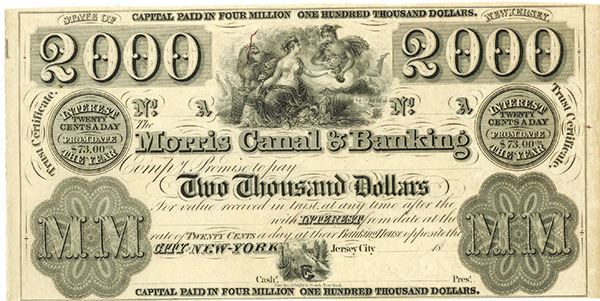 STATE OF CAPITAL PAID IN FOUR MILLION ONE HUNDRED THOUSAND DOLLARS. NEW JERSEY.
2000 2000
Nº A Nº A
Trust Certificate.
INTEREST
TWENTY
CENTS A DAY
FROM DATE
$73.00
THE YEAR
INTEREST
TWENTY
CENTS A DAY
FROM DATE
$73.00
THE YEAR
Trust Certificate.
The
Morris Canal & Banking
Comp'y Promise to pay
Two Thousand Dollars
For value received in trust, at any time after the
with INTEREST from date at the
rate of TWENTY CENTS a day, at their Banking House opposite the
CITY NEW-YORK Jersey City 18
MM MM
Cash. Pres.
CAPITAL PAID IN FOUR MILLION ONE HUNDRED THOUSAND DOLLARS.